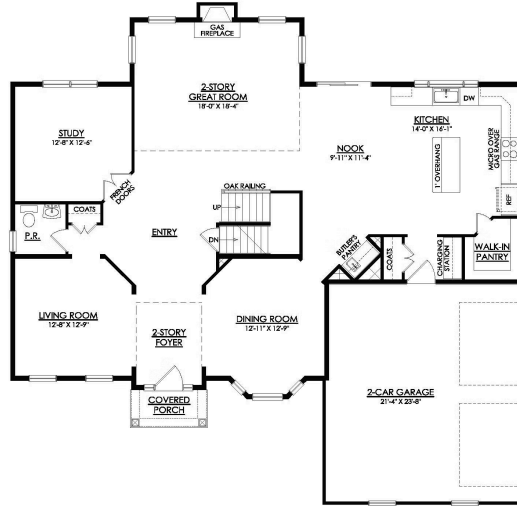 GAS
FIREPLACE
2-STORY
GREAT ROOM
18'-0" X 18'-4"
STUDY
12'-8" X 12'-6"
FRENCH
DOORS
KITCHEN
14'-0" X 16'-1"
DW
MICRO OVER
GAS RANGE
1' OVERHANG
REF
NOOK
9'-11" X 11'-4"
OAK RAILING
UP
DN
COATS
P.R.
ENTRY
BUTLER'S
PANTRY
COATS
CHARGING
STATION
WALK-IN
PANTRY
LIVING ROOM
12'-8" X 12'-9"
2-STORY
FOYER
DINING ROOM
12'-11" X 12'-9"
COVERED
PORCH
2-CAR GARAGE
21'-4" X 23'-8"